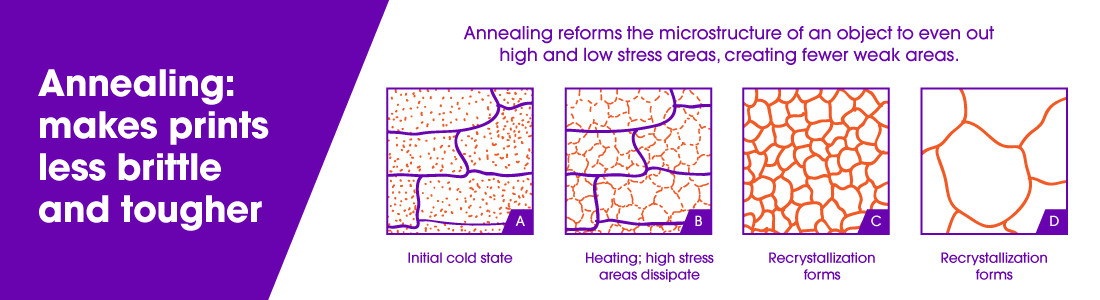 Annealing:
makes prints
less brittle
and tougher
Annealing reforms the microstructure of an object to even out
high and low stress areas, creating fewer weak areas.
A
B
C
D
Initial cold state
Heating; high stress
areas dissipate
Recrystallization
forms
Recrystallization
forms